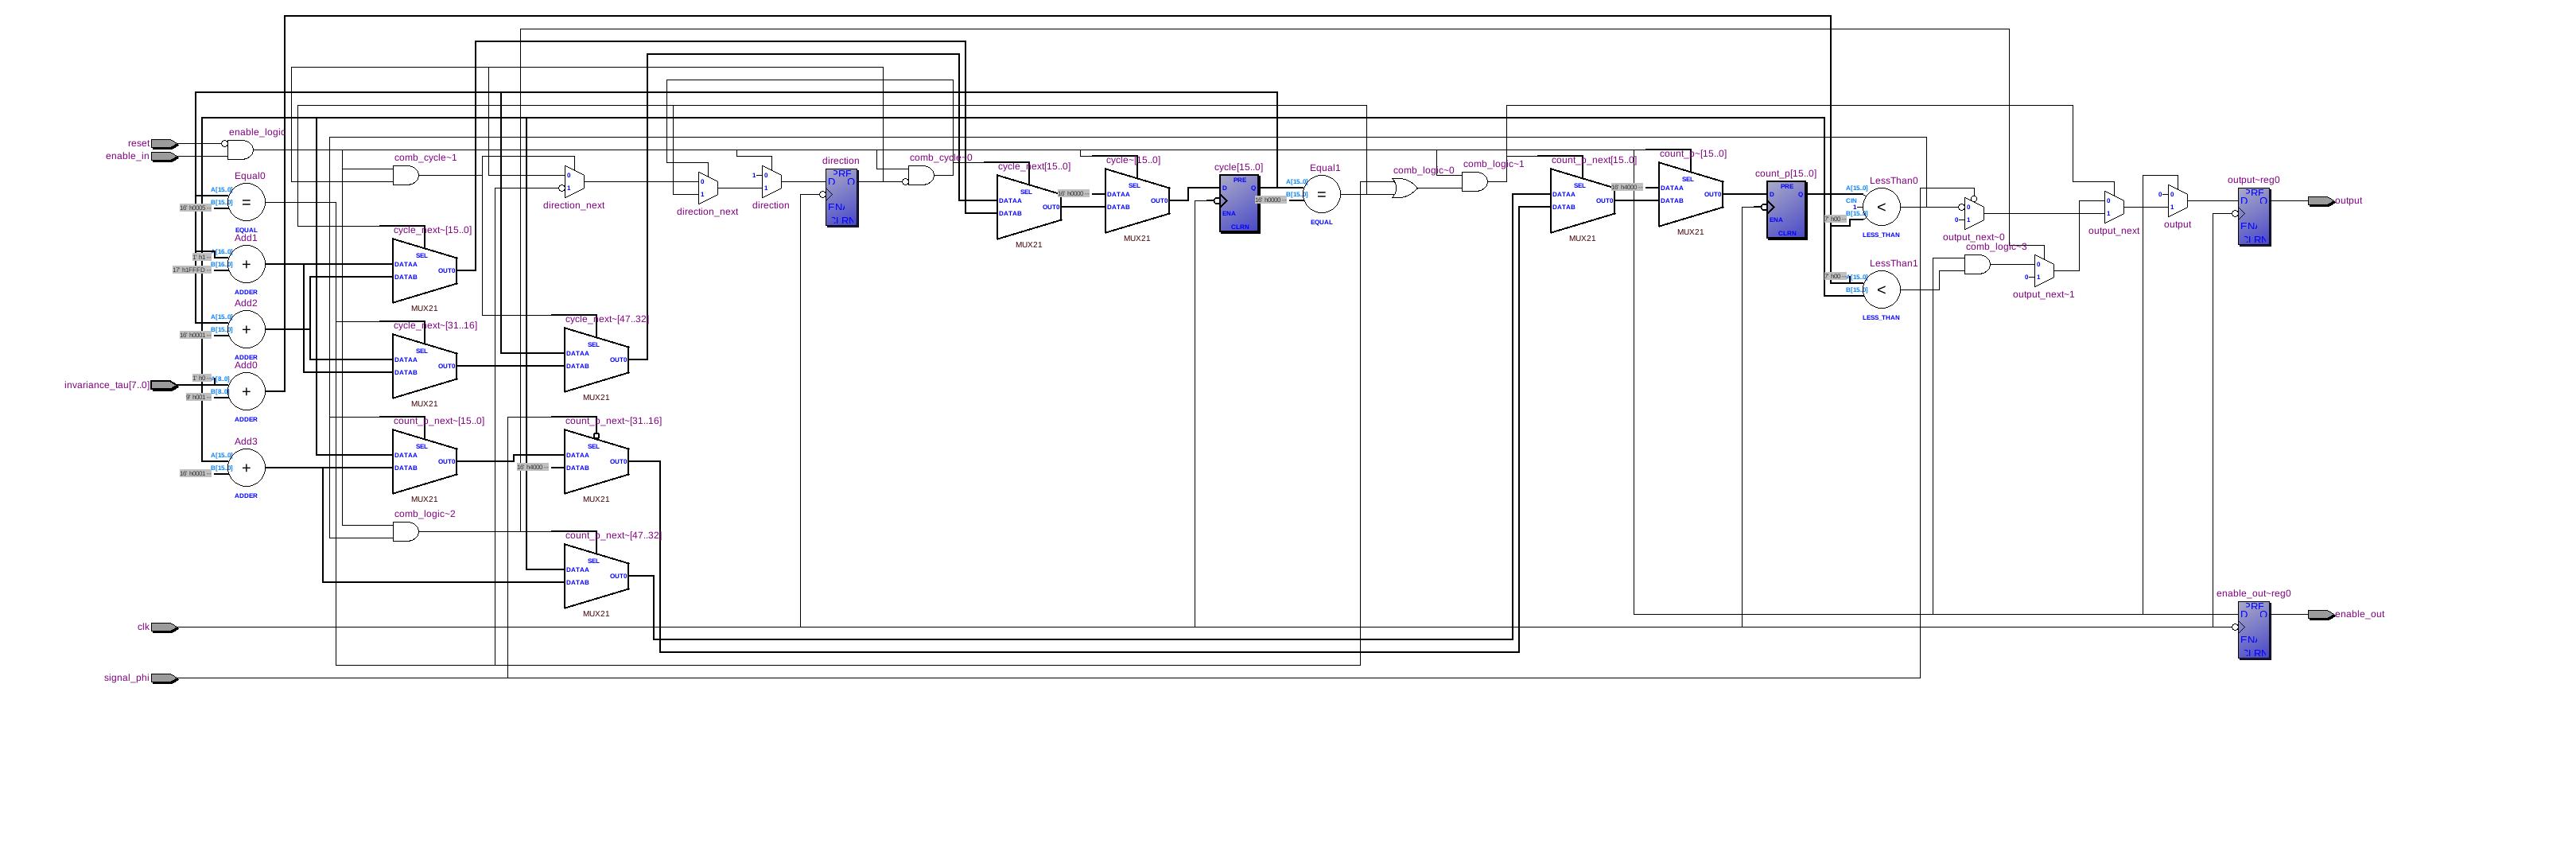 reset
enable_in
enable_logic
Equal0
A[15..0]
B[15..0]
16' h0005 --
=
EQUAL
Add1
1' h1 --
17' h1FFFD --
B[16..0]
+
ADDER
Add2
A[15..0]
B[15..0]
16' h0001 --
+
ADDER
Add0
invariance_tau[7..0]
1' h0 --
A[8..0]
B[8..0]
9' h001 --
+
ADDER
Add3
A[15..0]
B[15..0]
16' h0001 --
+
ADDER
clk
signal_phi
comb_cycle~1
cycle_next~[15..0]
SEL
DATAA
DATAB
OUT0
MUX21
cycle_next~[31..16]
SEL
DATAA
DATAB
OUT0
MUX21
count_p_next~[15..0]
SEL
DATAA
DATAB
OUT0
MUX21
comb_logic~2
direction_next
0
1
cycle_next~[47..32]
SEL
DATAA
DATAB
OUT0
MUX21
count_p_next~[31..16]
SEL
16' h4000 --
DATAA
DATAB
OUT0
MUX21
count_p_next~[47..32]
SEL
DATAA
DATAB
OUT0
MUX21
direction_next
0
1
direction
1
0
1
direction
PRE
D
Q
ENA
CLRN
comb_cycle~0
cycle_next[15..0]
SEL
DATAA
DATAB
OUT0
MUX21
16' h0000 --
cycle~[15..0]
SEL
DATAA
DATAB
OUT0
MUX21
cycle[15..0]
PRE
D
Q
ENA
CLRN
Equal1
A[15..0]
B[15..0]
16' h0000 --
=
EQUAL
comb_logic~0
comb_logic~1
count_p_next[15..0]
SEL
DATAA
DATAB
OUT0
MUX21
16' h4000 --
count_p~[15..0]
SEL
DATAA
DATAB
OUT0
MUX21
count_p[15..0]
PRE
D
Q
ENA
CLRN
LessThan0
A[15..0]
CIN
1
B[15..0]
7' h00 --
<
LESS_THAN
LessThan1
7' h00 --
A[15..0]
B[15..0]
<
LESS_THAN
output_next~0
0
0
1
comb_logic~3
output_next~1
0
0
1
output_next
0
1
output
0
0
1
output~reg0
PRE
D
Q
ENA
CLRN
output
enable_out~reg0
PRE
D
Q
ENA
CLRN
enable_out